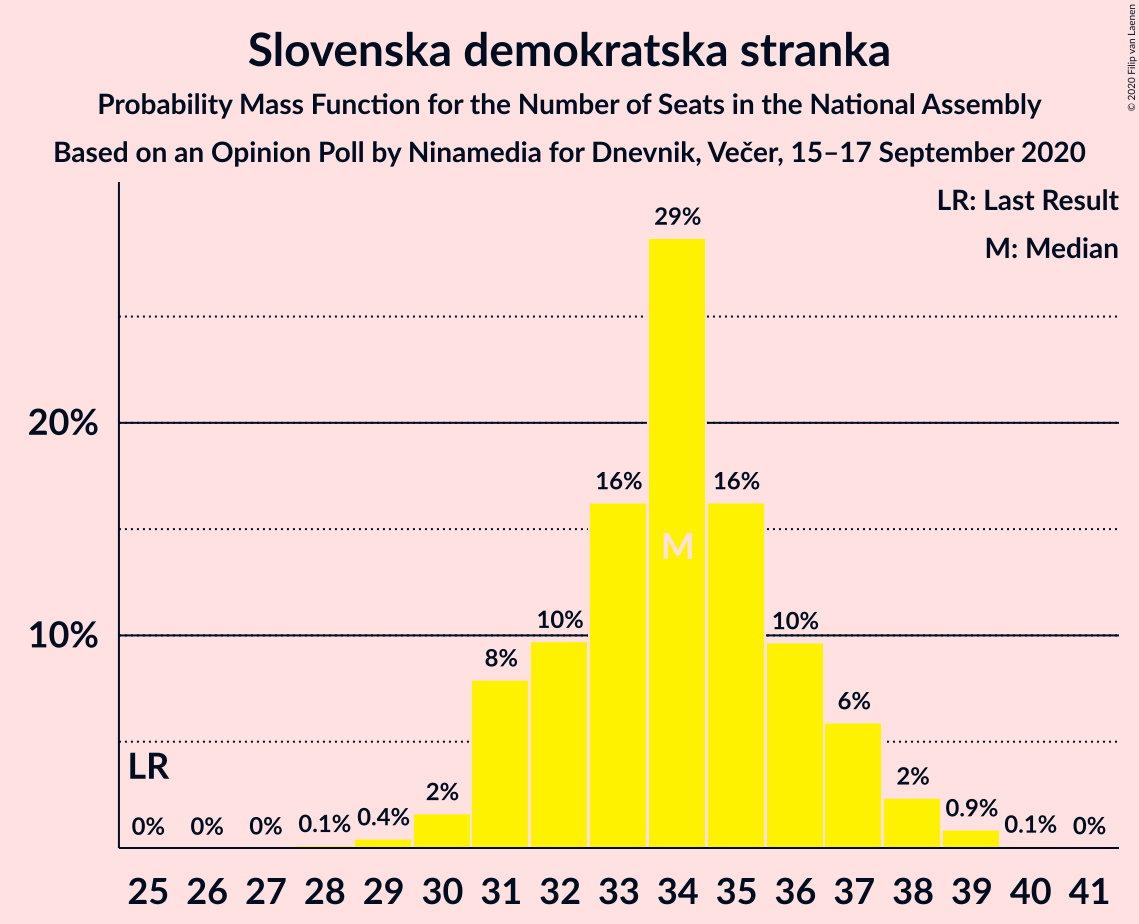 Slovenska demokratska stranka
Probability Mass Function for the Number of Seats in the National Assembly
Based on an Opinion Poll by Ninamedia for Dnevnik, Večer, 15–17 September 2020
© 2020 Filip van Laenen
LR: Last Result
M: Median
20%
10%
LR
M
0% 0% 0% 0.1% 0.4% 2% 8% 10% 16% 29% 16% 10% 6% 2% 0.9% 0.1% 0%
25 26 27 28 29 30 31 32 33 34 35 36 37 38 39 40 41